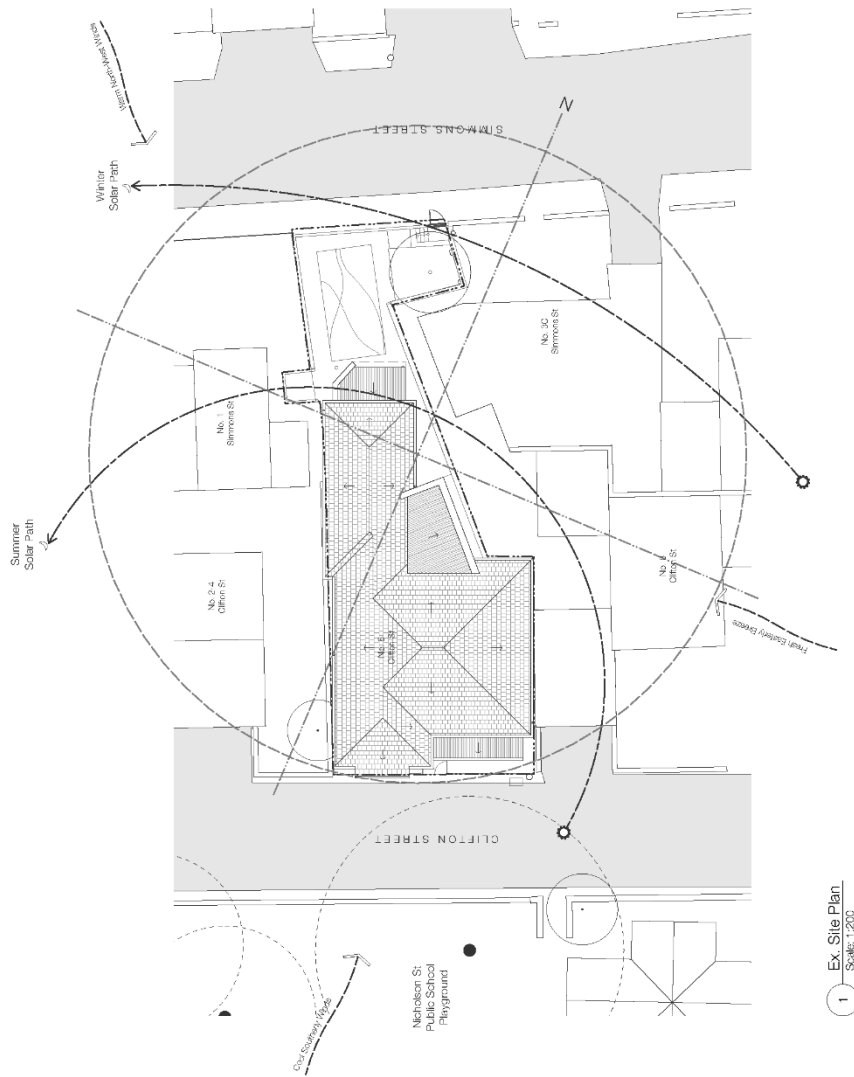 Warm North-West Winds
SIMMONS STREET
N
Winter
Solar Path
No. 3C
Simmons St
No. 1
Simmons St
Summer
Solar Path
No. 2-4
Clifton St
No. 6
Clifton St
Clifton St
Fresh Easterly Breeze
CLIFTON STREET
Nicholson St
Public School
Playground
Cool Southerly Winds
1
Ex. Site Plan
Scale: 1:200